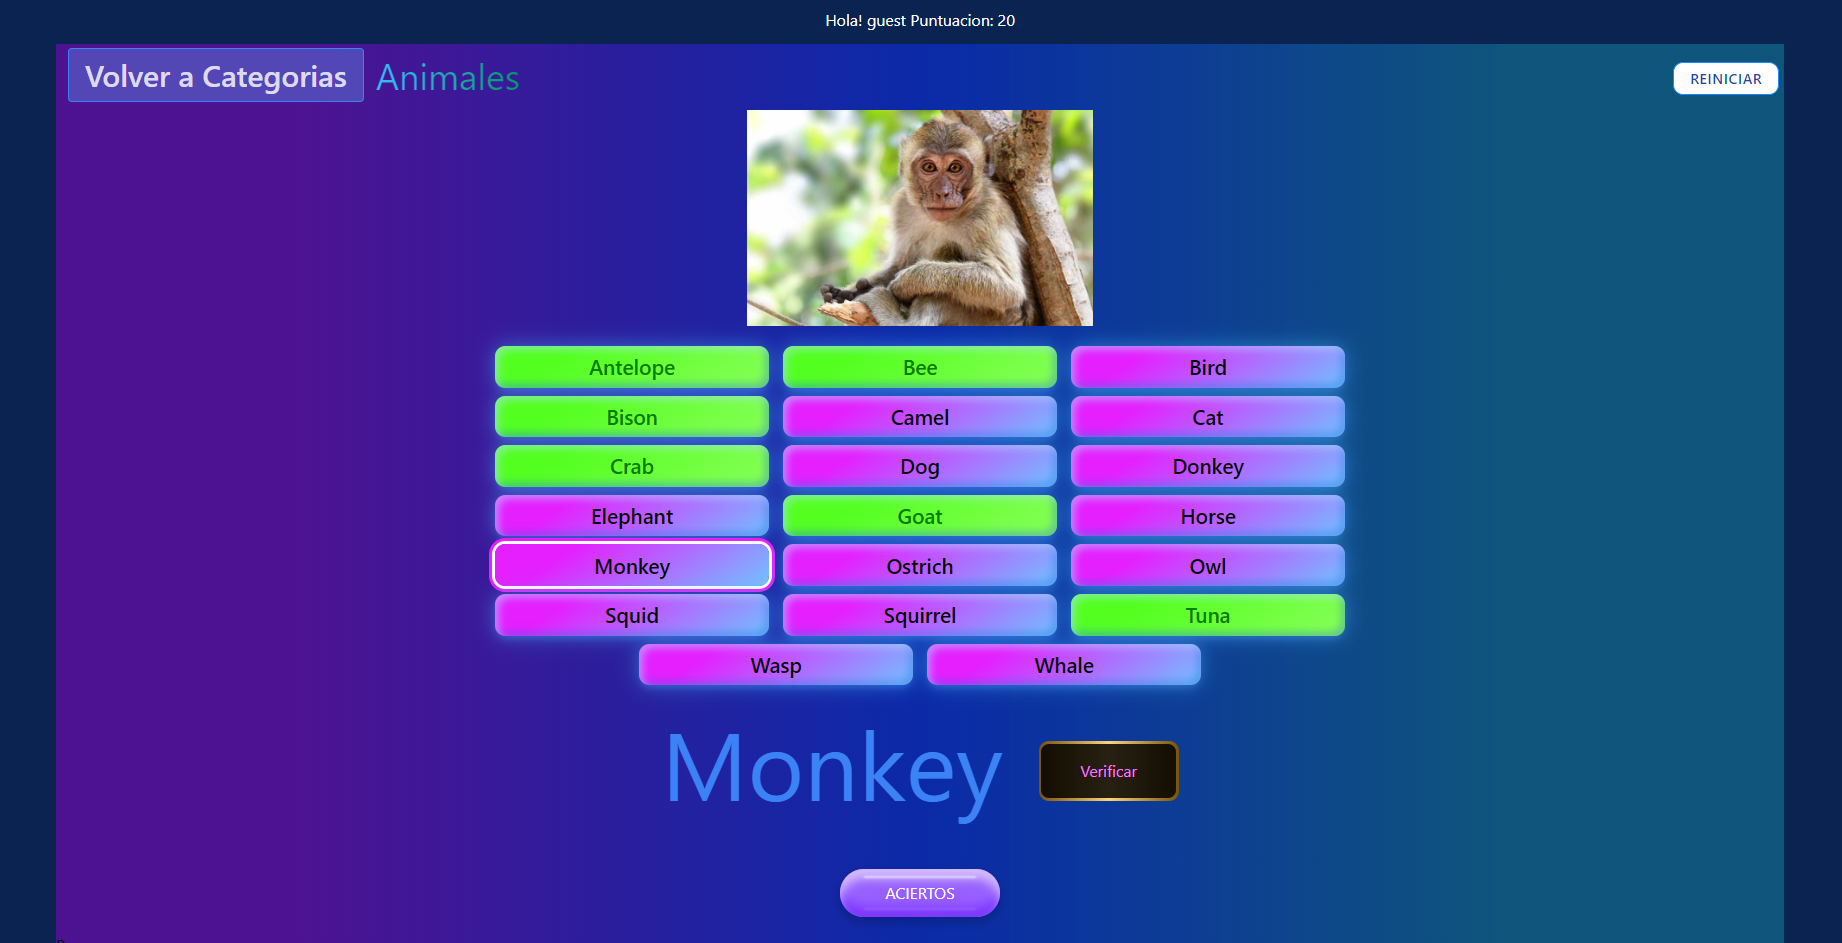 Hola! guest Puntuacion: 20
Volver a Categorias Animales REINICIAR
Antelope Bee Bird
Bison Camel Cat
Crab Dog Donkey
Elephant Goat Horse
Monkey Ostrich Owl
Squid Squirrel Tuna
Wasp Whale
Monkey Verificar
ACIERTOS